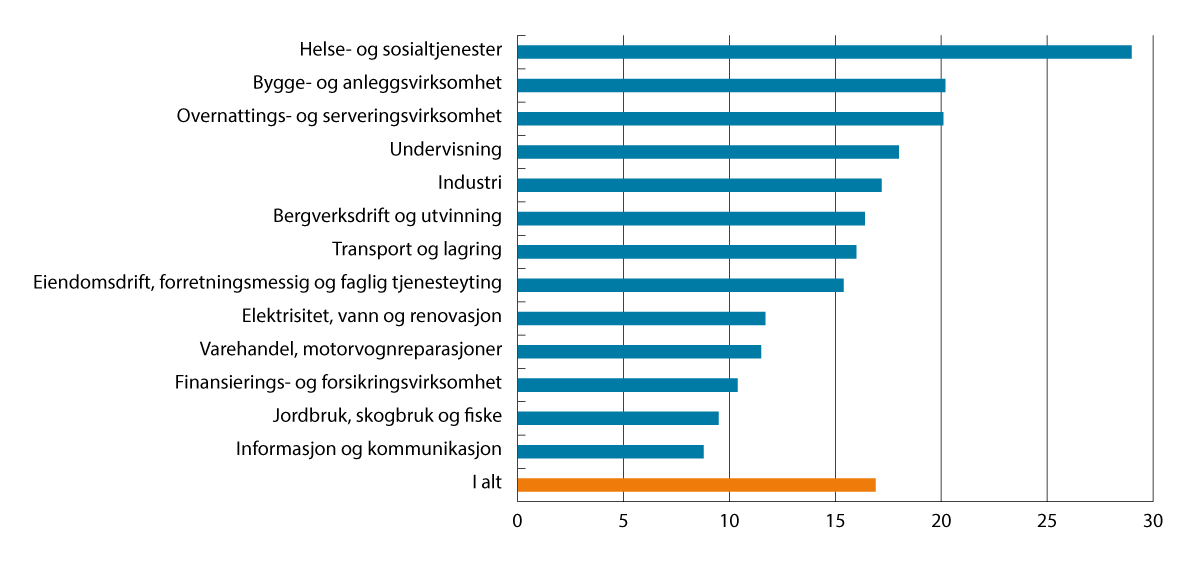 Helse- og sosialtjenester
Bygge- og anleggsvirksomhet
Overnattings- og serveringsvirksomhet
Undervisning
Industri
Bergverksdrift og utvinning
Transport og lagring
Eiendomsdrift, forretningsmessig og faglig tjenesteyting
Elektrisitet, vann og renovasjon
Varehandel, motorvognreparasjoner
Finansierings- og forsikringsvirksomhet
Jordbruk, skogbruk og fiske
Informasjon og kommunikasjon
I alt
0 5 10 15 20 25 30